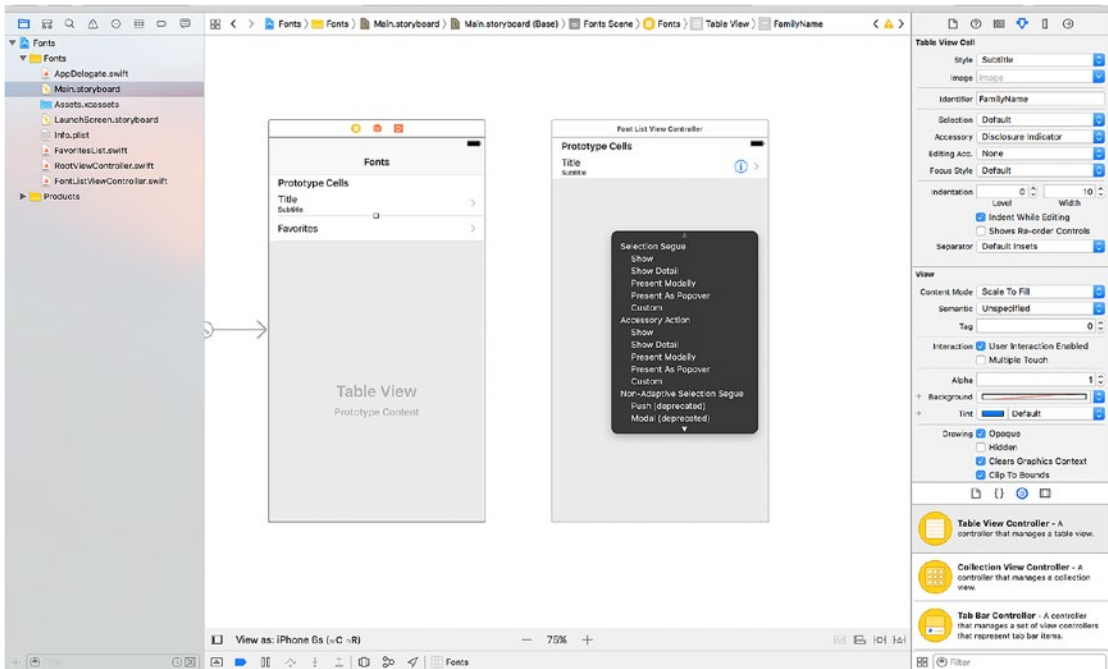 Fonts
Fonts
Main.storyboard
Main.storyboard (Base)
Fonts Scene
Fonts
Table View
FamilyName
Fonts
Fonts
AppDelegate.swift
Main.storyboard
Assets.xcassets
LaunchScreen.storyboard
Info.plist
FavoritesList.swift
RootViewController.swift
FontListViewController.swift
Products
Filter
Fonts
Prototype Cells
Title
Subtitle
Favorites
Table View
Prototype Content
Font List View Controller
Prototype Cells
Title
Subtitle
Selection Segue
Show
Show Detail
Present Modally
Present As Popover
Custom
Accessory Action
Show
Show Detail
Present Modally
Present As Popover
Custom
Non-Adaptive Selection Segue
Push (deprecated)
Modal (deprecated)
View as: iPhone 6s (wC hR)
75%
Fonts
Table View Cell
Style Subtitle
Image Image
Identifier FamilyName
Selection Default
Accessory Disclosure Indicator
Editing Acc. None
Focus Style Default
Indentation 0 10
Level Width
Indent While Editing
Shows Re-order Controls
Separator Default Insets
View
Content Mode Scale To Fill
Semantic Unspecified
Tag 0
Interaction User Interaction Enabled
Multiple Touch
Alpha 1
Background
Tint Default
Drawing Opaque
Hidden
Clears Graphics Context
Clip To Bounds
Table View Controller - A
controller that manages a table view.
Collection View Controller - A
controller that manages a collection
view.
Tab Bar Controller - A controller
that manages a set of view controllers
that represent tab bar items.
Filter